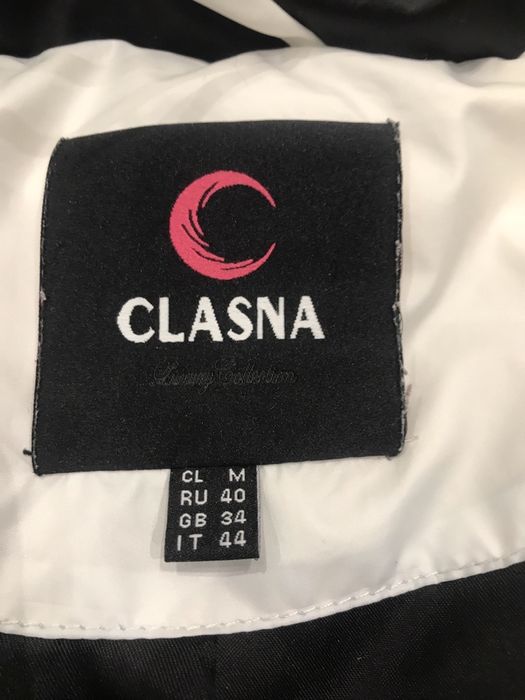 CLASNA
Luxury Collection
CL M
RU 40
GB 34
IT 44